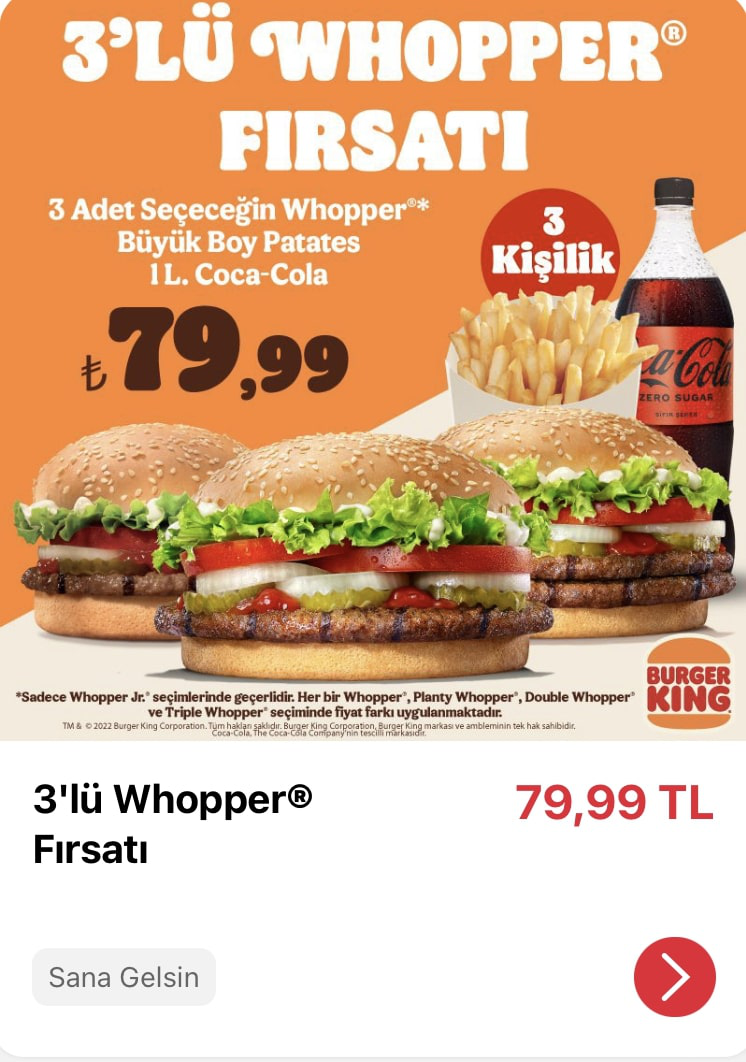 3'LÜ WHOPPER®
FIRSATI
3 Adet Seçeceğin Whopper®*
Büyük Boy Patates
1 L. Coca-Cola
₺79,99
3
Kişilik
Coca-Cola
ZERO SUGAR
SIFIR ŞEKER
*Sadece Whopper Jr.® seçimlerinde geçerlidir. Her bir Whopper®, Planty Whopper®, Double Whopper®
ve Triple Whopper® seçiminde fiyat farkı uygulanmaktadır.
TM & © 2022 Burger King Corporation. Tüm hakları saklıdır. Burger King Corporation, Burger King markası ve ambleminin tek hak sahibidir.
Coca-Cola, The Coca-Cola Company'nin tescilli markasıdır.
BURGER
KING
3'lü Whopper®
Fırsatı
79,99 TL
Sana Gelsin